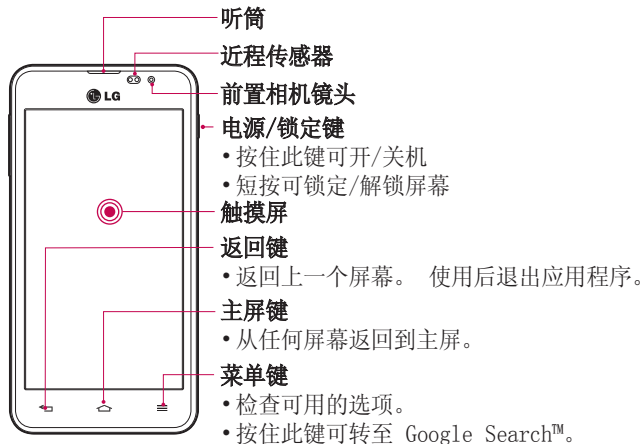 听筒
近程传感器
前置相机镜头
LG
电源/锁定键
•按住此键可开/关机
•短按可锁定/解锁屏幕
触摸屏
返回键
•返回上一个屏幕。 使用后退出应用程序。
主屏键
•从任何屏幕返回到主屏。
菜单键
•检查可用的选项。
•按住此键可转至 Google Search™。